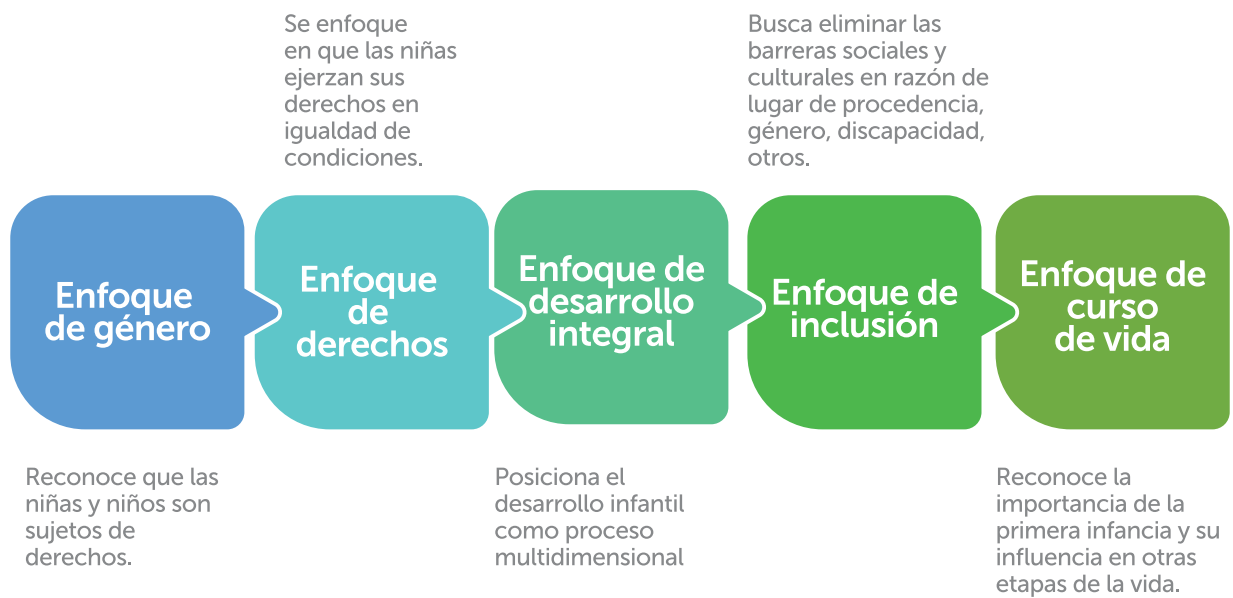 Se enfoque
en que las niñas
ejerzan sus
derechos en
igualdad de
condiciones.
Busca eliminar las
barreras sociales y
culturales en razón de
lugar de procedencia,
género, discapacidad,
otros.
Enfoque
de género
Enfoque
de
derechos
Enfoque de
desarrollo
integral
Enfoque de
inclusión
Enfoque de
curso
de vida
Reconoce que las
niñas y niños son
sujetos de
derechos.
Posiciona el
desarrollo infantil
como proceso
multidimensional
Reconoce la
importancia de la
primera infancia y su
influencia en otras
etapas de la vida.